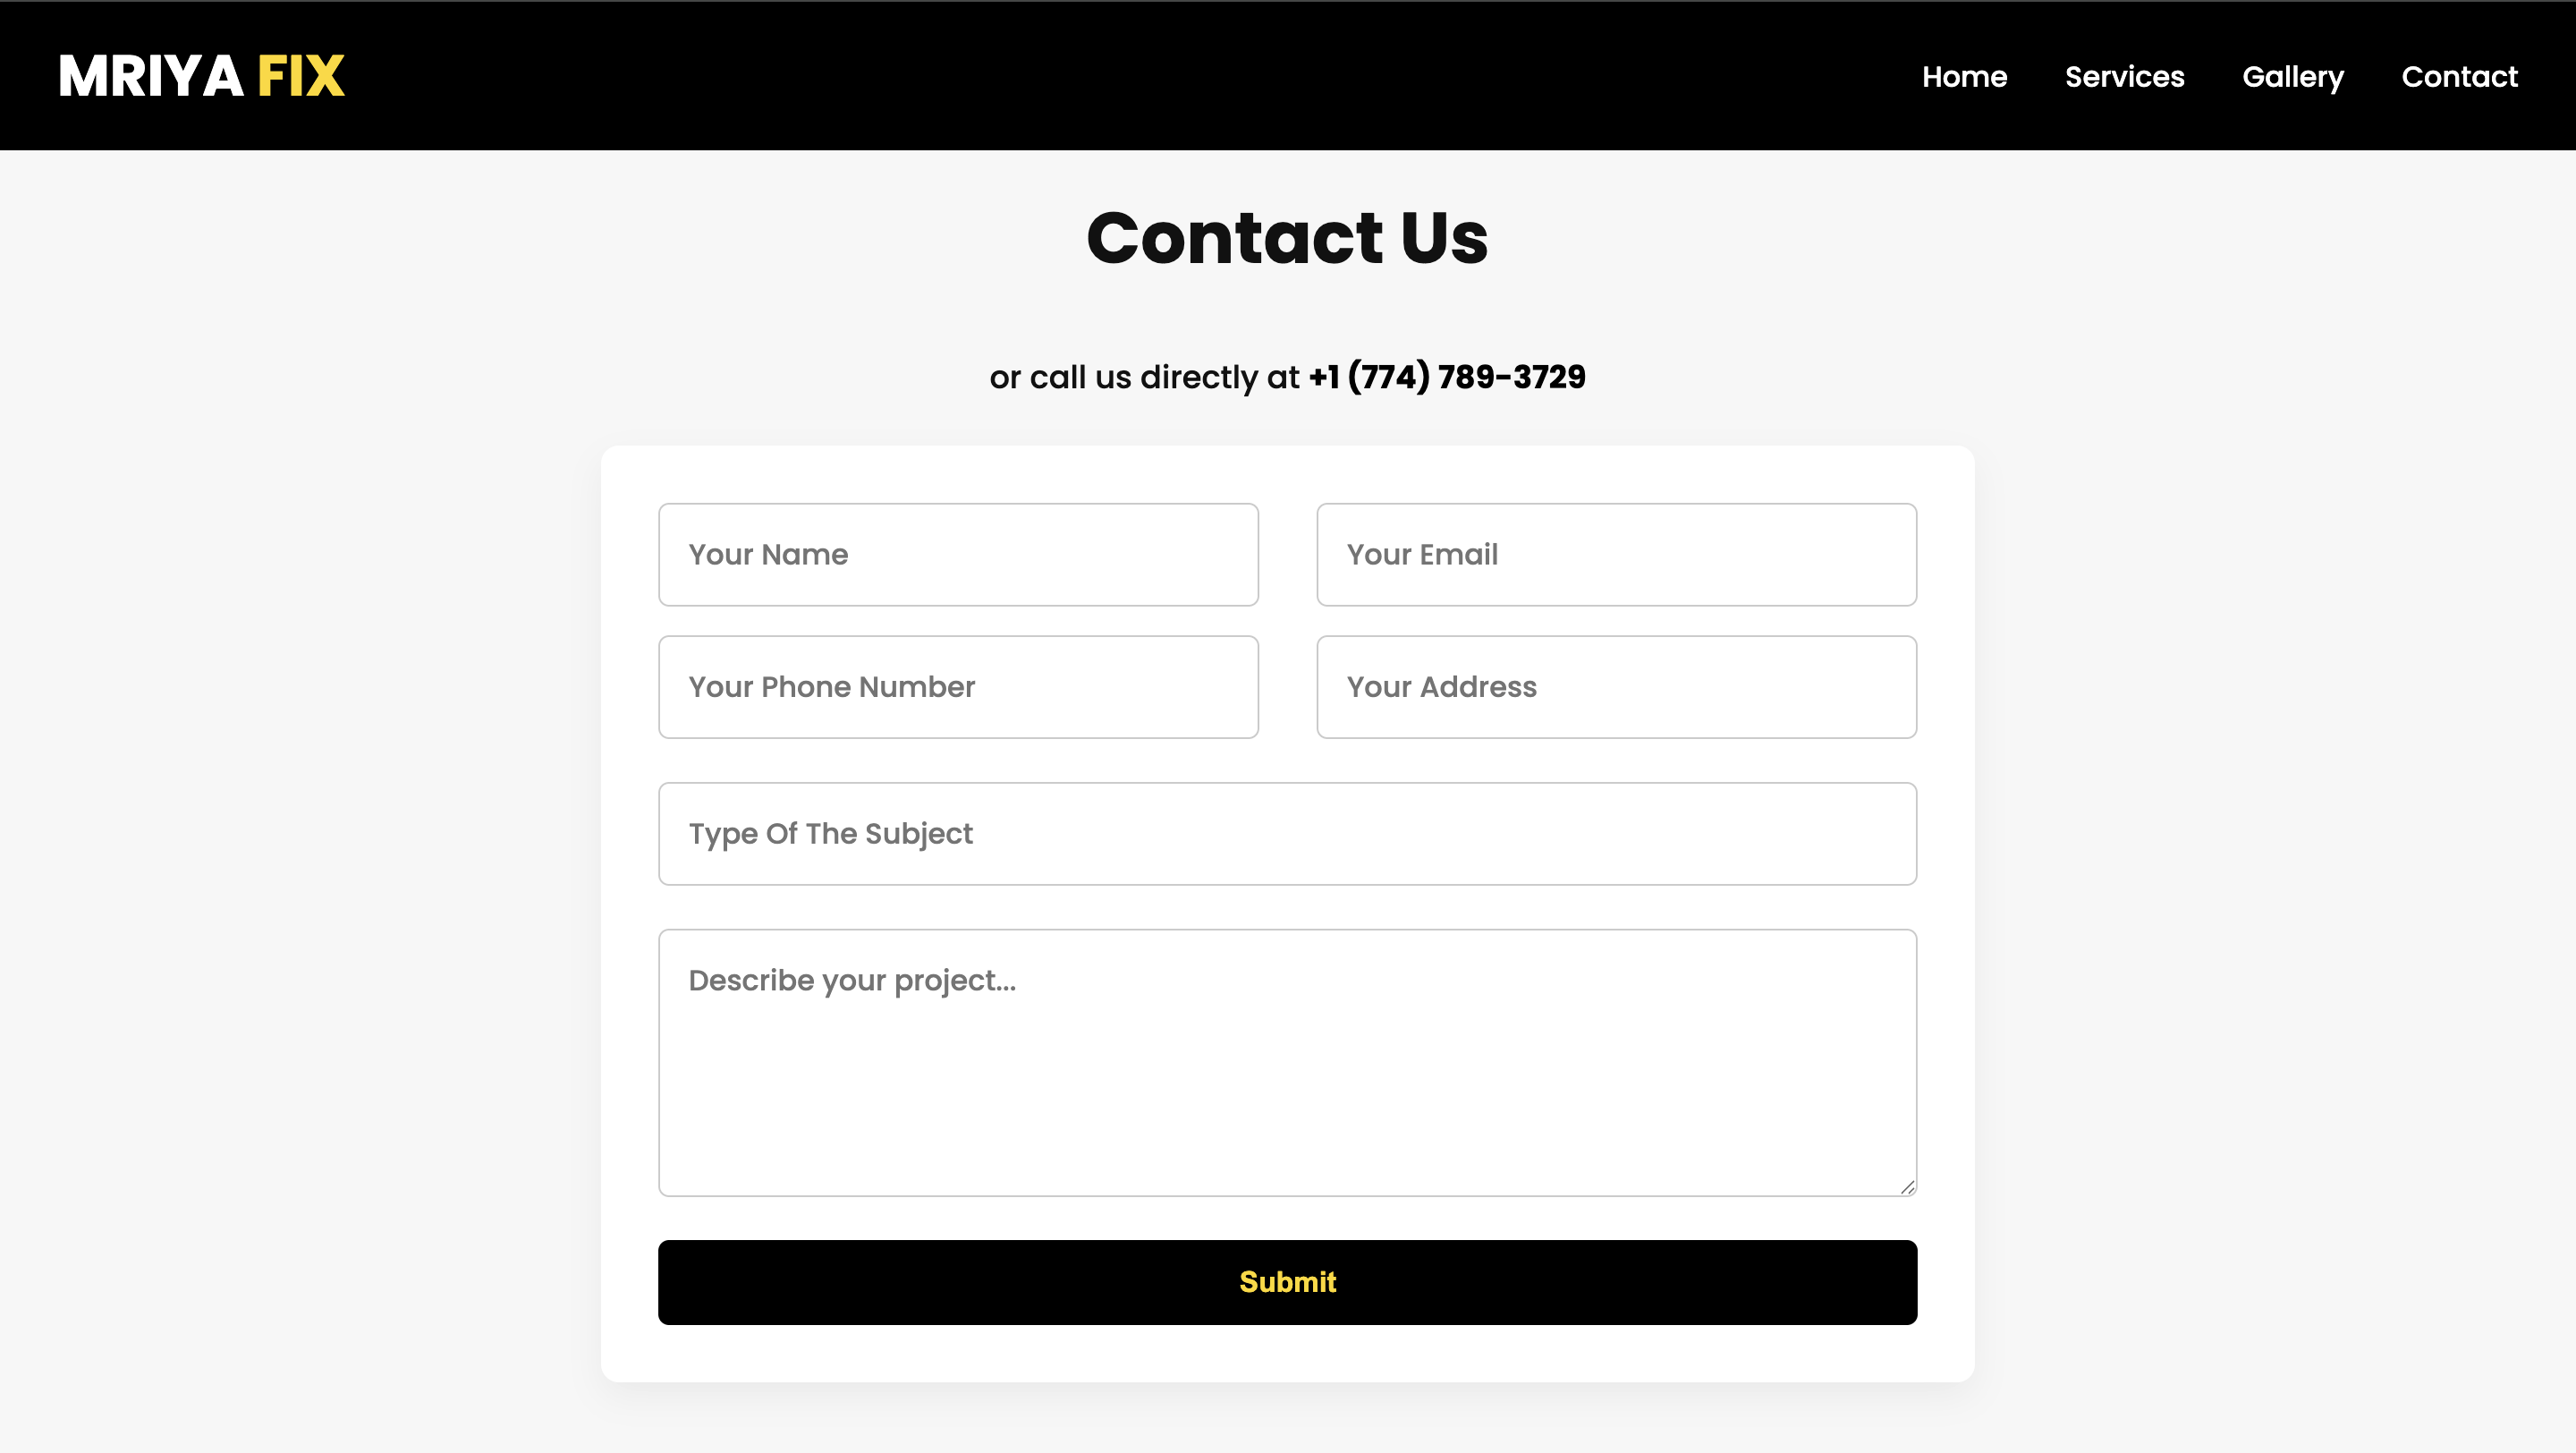 MRIYA FIX
Home Services Gallery Contact
Contact Us
or call us directly at +1 (774) 789-3729
Your Name
Your Email
Your Phone Number
Your Address
Type Of The Subject
Describe your project...
Submit